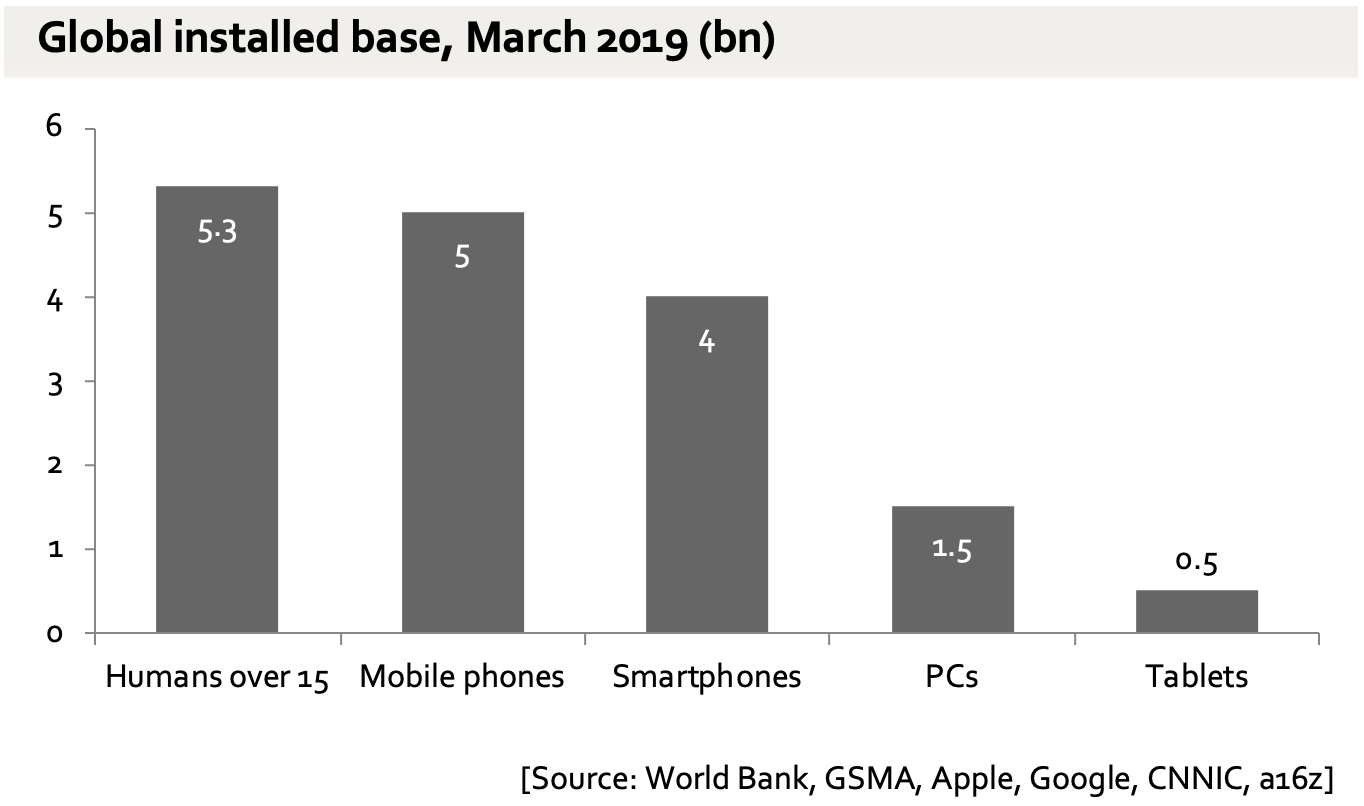 Global installed base, March 2019 (bn)
6
5
4
3
2
1
0
5.3
5
4
1.5
0.5
Humans over 15
Mobile phones
Smartphones
PCs
Tablets
[Source: World Bank, GSMA, Apple, Google, CNNIC, a16z]